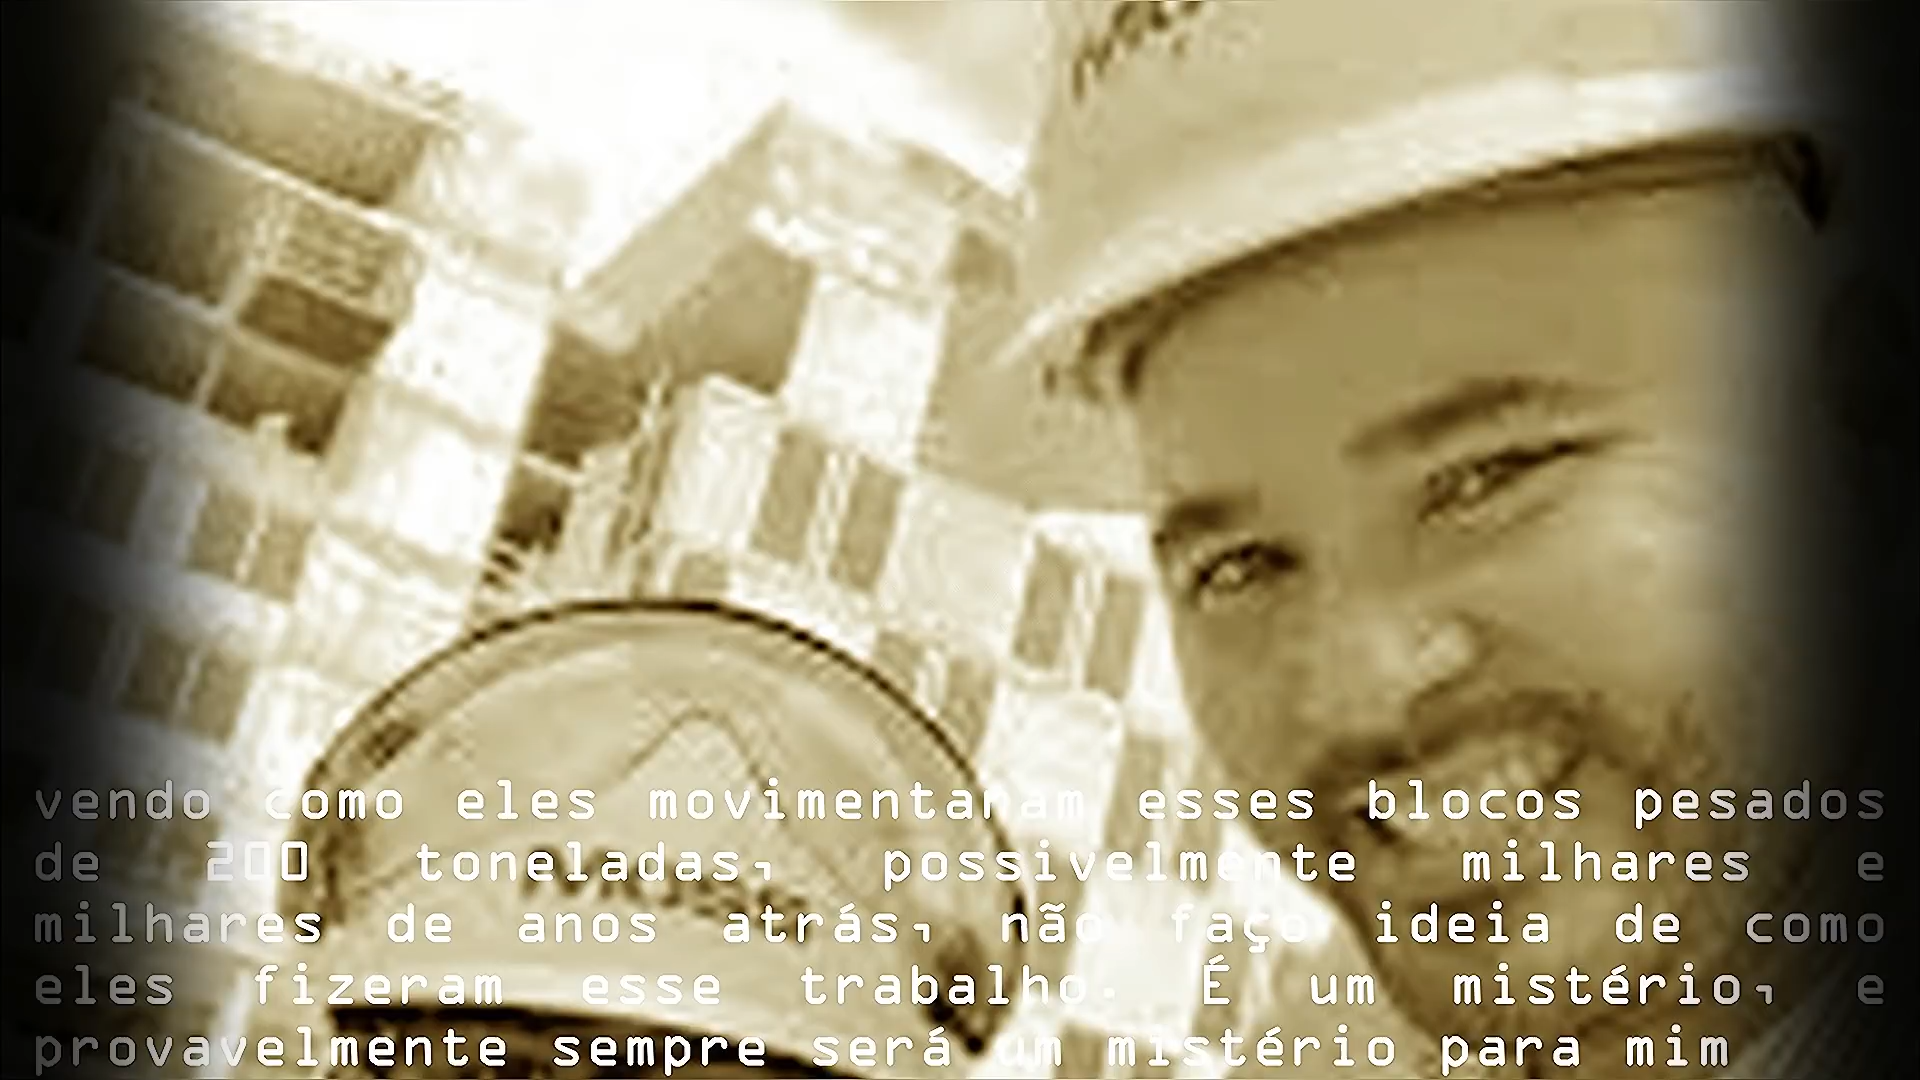 vendo como eles movimentaram esses blocos pesados
de 200 toneladas, possivelmente milhares e
milhares de anos atrás, não faço ideia de como
eles fizeram esse trabalho. É um mistério, e
provavelmente sempre será um mistério para mim